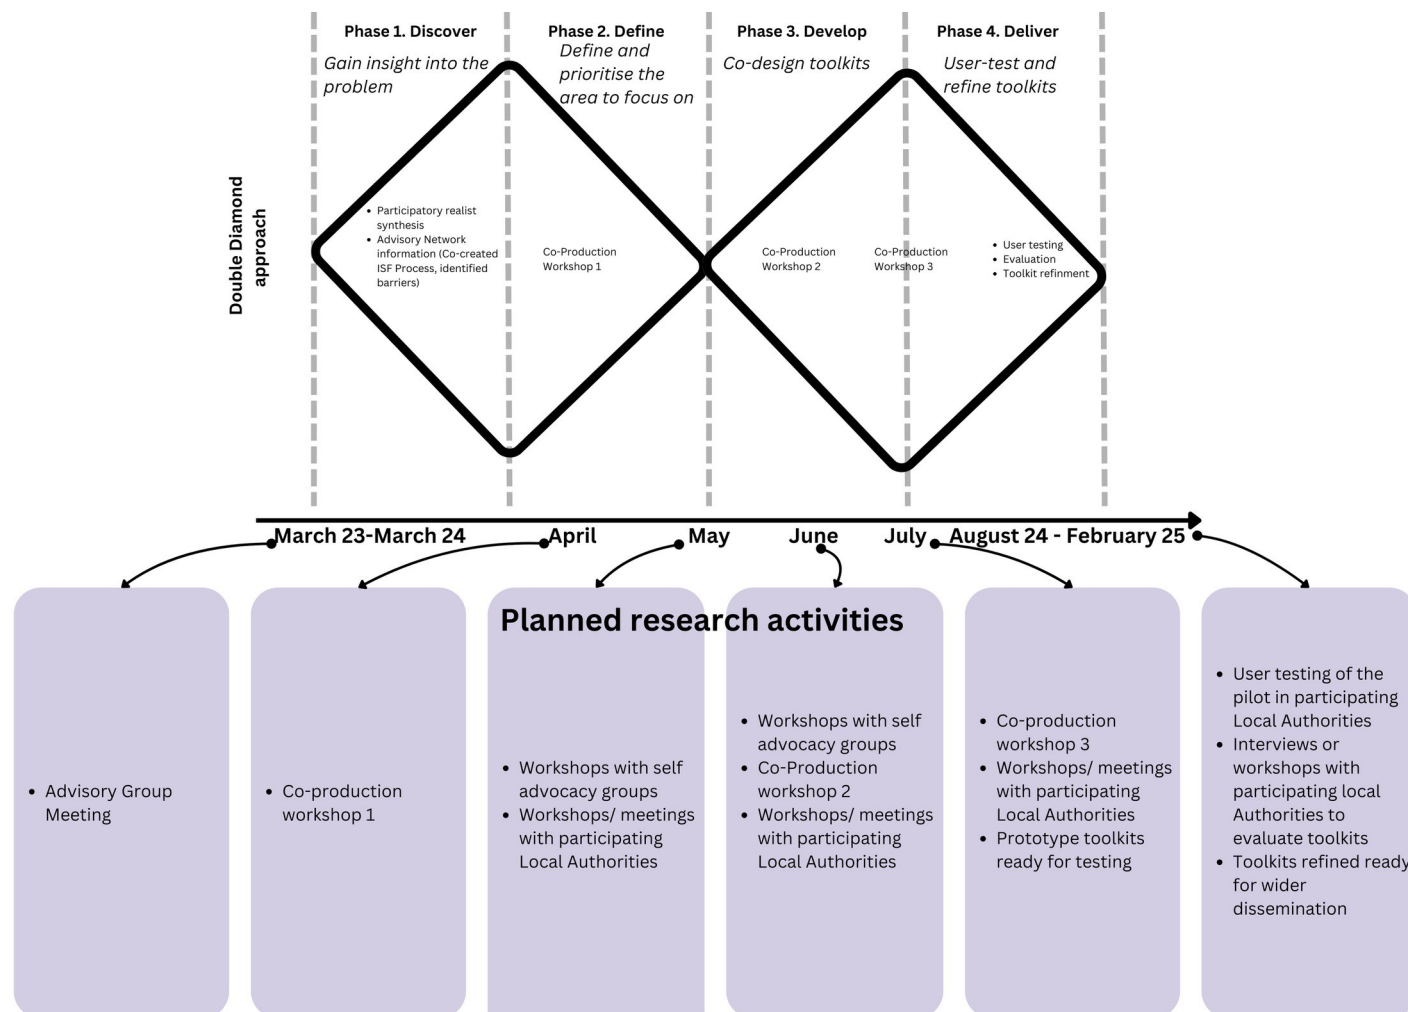 Phase 1. Discover
Gain insight into the
problem
Phase 2. Define
Define and
prioritise the
area to focus on
Phase 3. Develop
Co-design toolkits
Phase 4. Deliver
User-test and
refine toolkits
Double Diamond
approach
• Participatory realist
synthesis
• Advisory Network
information (Co-created
ISF Process, identified
barriers)
Co-Production
Workshop 1
Co-Production
Workshop 2
Co-Production
Workshop 3
• User testing
• Evaluation
• Toolkit refinment
March 23-March 24
April
May
June
July
August 24 - February 25
Planned research activities
• Advisory Group
Meeting
• Co-production
workshop 1
• Workshops with self
advocacy groups
• Workshops/ meetings
with participating
Local Authorities
• Workshops with self
advocacy groups
• Co-Production
workshop 2
• Workshops/ meetings
with participating
Local Authorities
• Co-production
workshop 3
• Workshops/ meetings
with participating
Local Authorities
• Prototype toolkits
ready for testing
• User testing of the
pilot in participating
Local Authorities
• Interviews or
workshops with
participating local
Authorities to
evaluate toolkits
• Toolkits refined ready
for wider
dissemination